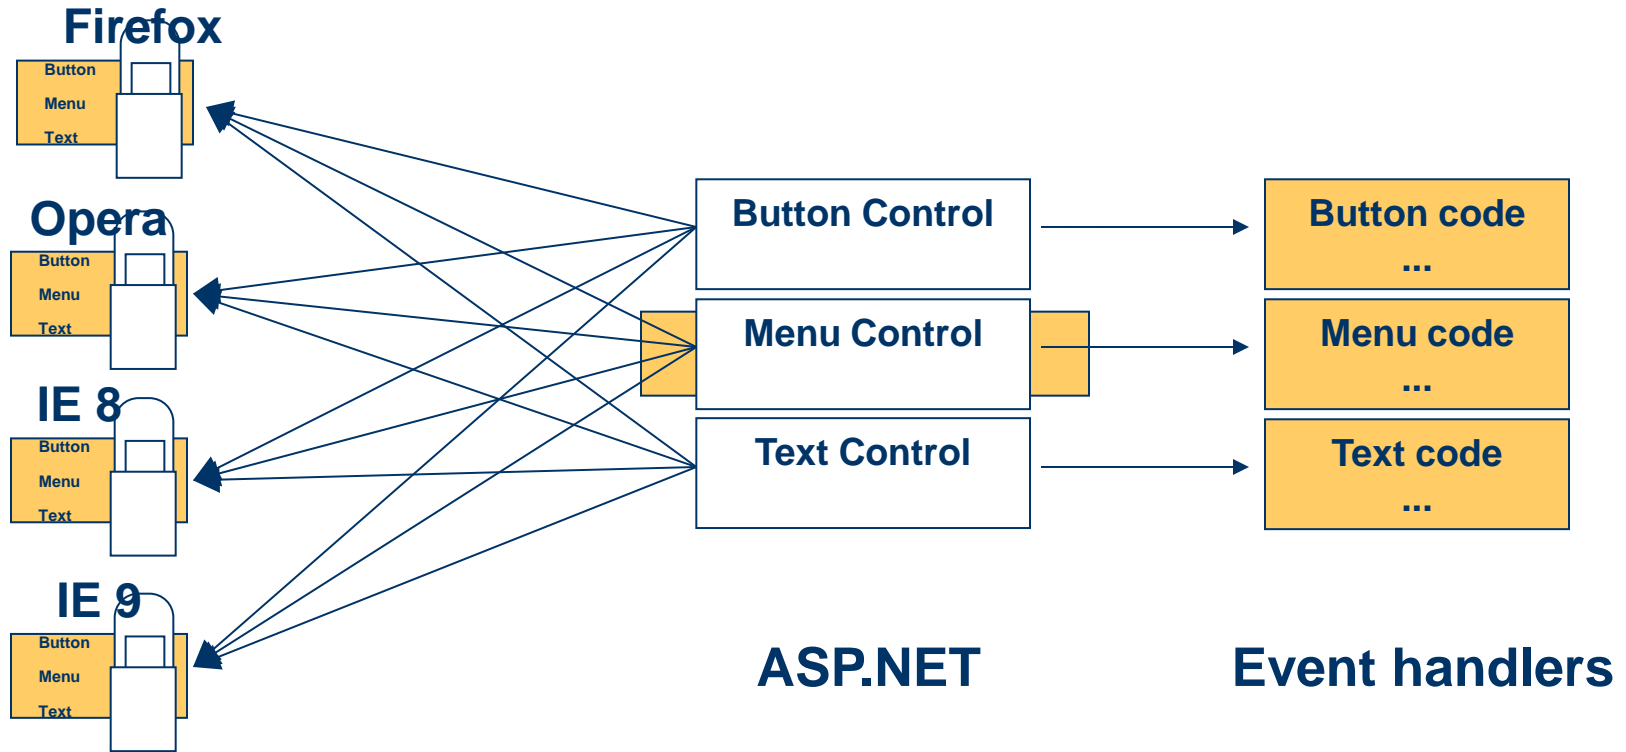 Firefox
Button
Menu
Text
Opera
Button
Menu
Text
IE 8
Button
Menu
Text
IE 9
Button
Menu
Text
Button Control
Menu Control
Text Control
ASP.NET
Button code
...
Menu code
...
Text code
...
Event handlers